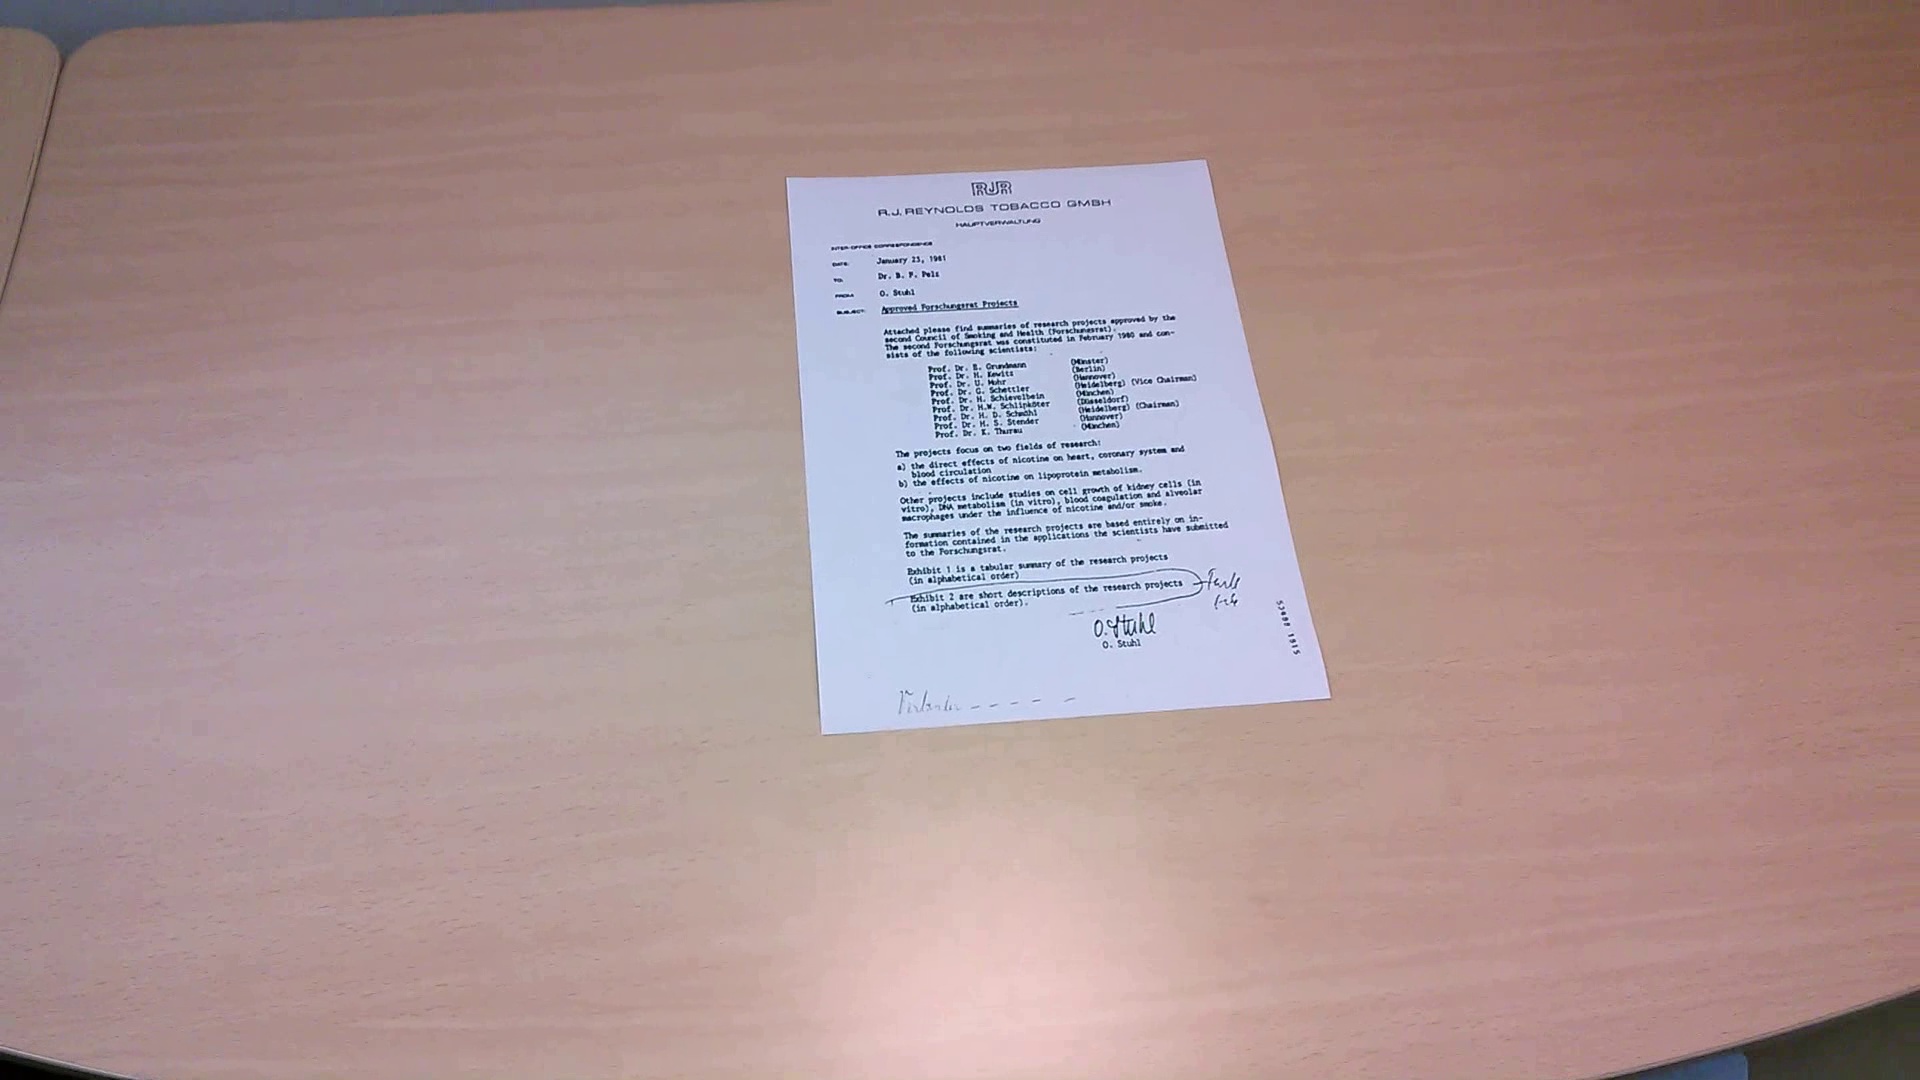 RJR
R.J. REYNOLDS TOBACCO GMBH
HAUPTVERWALTUNG
INTER-OFFICE CORRESPONDENCE
DATE: January 23, 1981
TO: Dr. B. F. Pelz
FROM: O. Stuhl
SUBJECT: Approved Forschungsrat Projects
Attached please find summaries of research projects approved by the
second Council of Smoking and Health (Forschungsrat).
The second Forschungsrat was constituted in February 1980 and con-
sists of the following scientists:
Prof. Dr. E. Grundmann (Münster)
Prof. Dr. H. Kewitz (Berlin)
Prof. Dr. U. Mohr (Hannover)
Prof. Dr. G. Schettler (Heidelberg) (Vice Chairman)
Prof. Dr. H. Schievelbein (München)
Prof. Dr. H.W. Schlipköter (Düsseldorf)
Prof. Dr. H. D. Schmähl (Heidelberg) (Chairman)
Prof. Dr. H. S. Stender (Hannover)
Prof. Dr. K. Thurau (München)
The projects focus on two fields of research:
a) the direct effects of nicotine on heart, coronary system and
blood circulation
b) the effects of nicotine on lipoprotein metabolism.
Other projects include studies on cell growth of kidney cells (in
vitro), DNA metabolism (in vitro), blood coagulation and alveolar
macrophages under the influence of nicotine and/or smoke.
The summaries of the research projects are based entirely on in-
formation contained in the applications the scientists have submitted
to the Forschungsrat.
Exhibit 1 is a tabular summary of the research projects
(in alphabetical order)
Exhibit 2 are short descriptions of the research projects
(in alphabetical order).
O. Stuhl
O. Stuhl